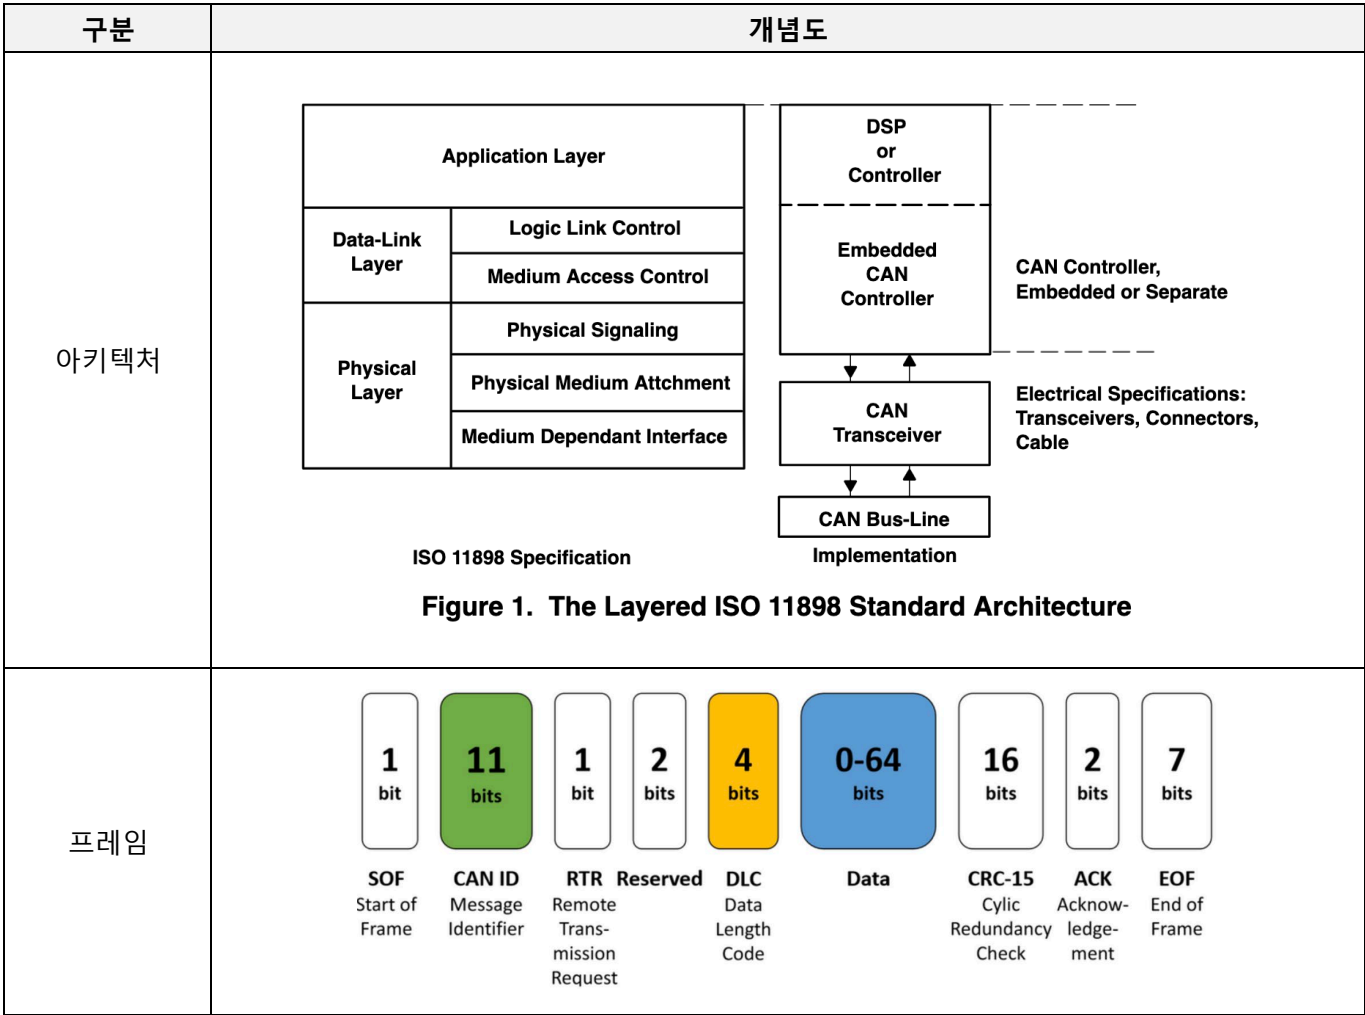 구분
개념도
아키텍처
Application Layer
Data-Link
Layer
Logic Link Control
Medium Access Control
Physical
Layer
Physical Signaling
Physical Medium Attchment
Medium Dependant Interface
ISO 11898 Specification
DSP
or
Controller
Embedded
CAN
Controller
CAN Controller,
Embedded or Separate
CAN
Transceiver
Electrical Specifications:
Transceivers, Connectors,
Cable
CAN Bus-Line
Implementation
Figure 1. The Layered ISO 11898 Standard Architecture
프레임
1
bit
SOF
Start of
Frame
11
bits
CAN ID
Message
Identifier
1
bit
RTR
Remote
Trans-
mission
Request
2
bits
Reserved
4
bits
DLC
Data
Length
Code
0-64
bits
Data
16
bits
CRC-15
Cylic
Redundancy
Check
2
bits
ACK
Acknow-
ledge-
ment
7
bits
EOF
End of
Frame